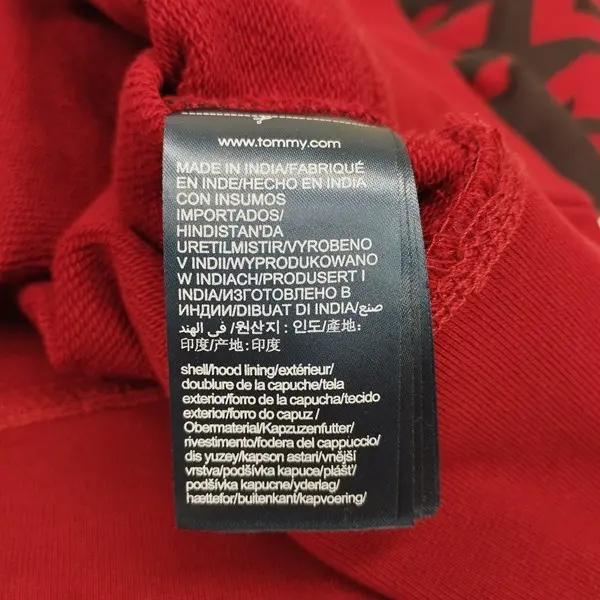 www.tommy.com
MADE IN INDIA/FABRIQUÉ
EN INDE/HECHO EN INDIA
CON INSUMOS
IMPORTADOS/
HINDISTAN'DA
URETILMISTIR/VYROBENO
V INDII/WYPRODUKOWANO
W INDIACH/PRODUSERT I
INDIA/ИЗГОТОВЛЕНО В
ИНДИИ/DIBUAT DI INDIA/صنع
في الهند /원산지 : 인도/產地:
印度/产地:印度
shell/hood lining/extérieur/
doublure de la capuche/tela
exterior/forro de la capucha/tecido
exterior/forro do capuz /
Obermaterial/Kapzuzenfutter/
rivestimento/fodera del cappuccio/
dis yuzey/kapson astari/vnější
vrstva/podšívka kapuce/plášt'/
podšívka kapucne/yderlag/
hættefor/buitenkant/kapvoering/